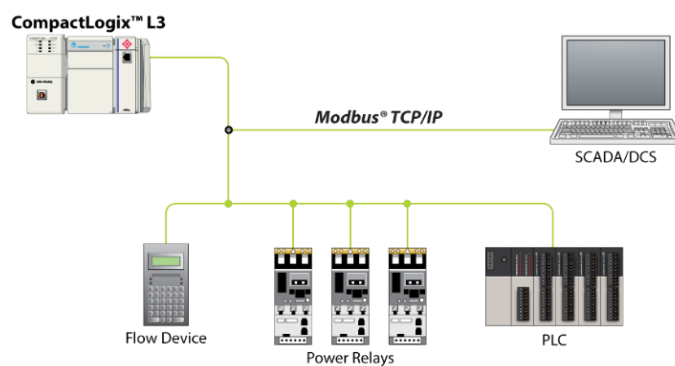 CompactLogix™ L3
Modbus® TCP/IP
SCADA/DCS
Flow Device
Power Relays
PLC